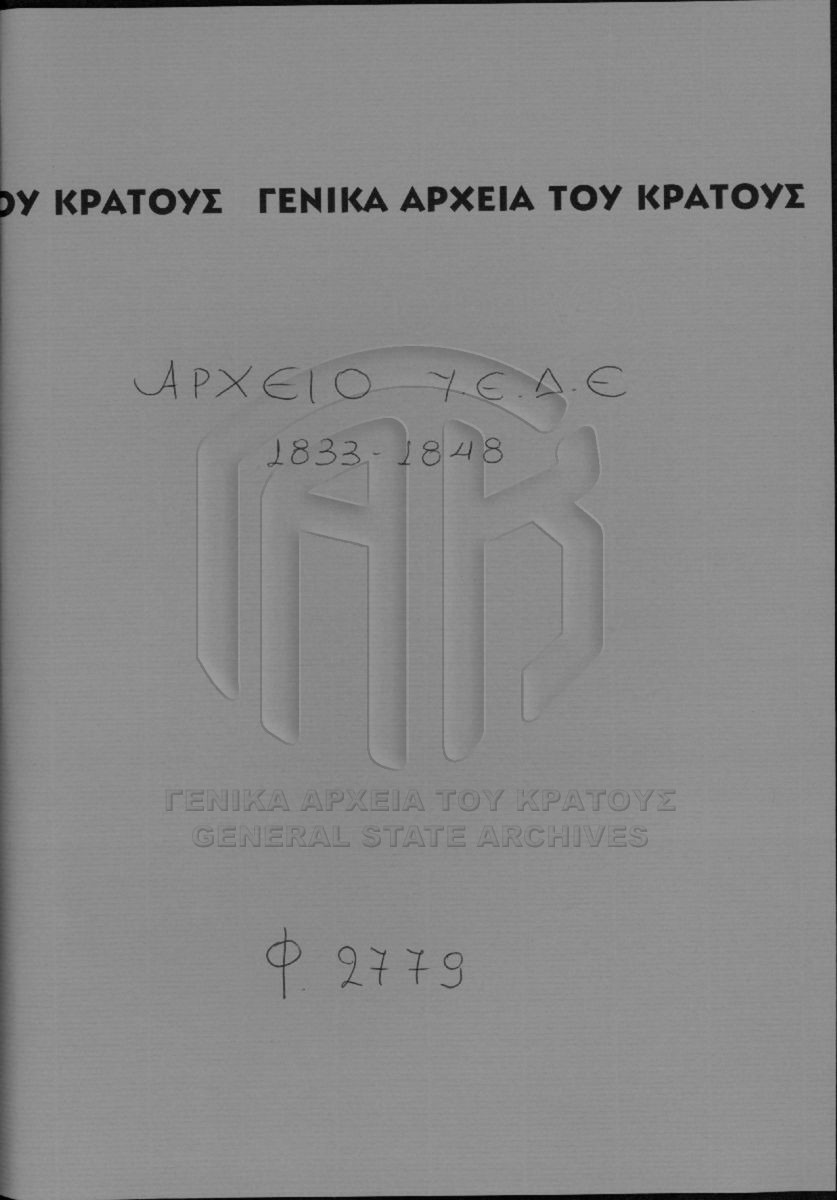 ΟΥ ΚΡΑΤΟΥΣ ΓΕΝΙΚΑ ΑΡΧΕΙΑ ΤΟΥ ΚΡΑΤΟΥΣ
ΑΡΧΕΙΟ Υ.Ε.Δ.Ε
1833-1848
ΓΕΝΙΚΑ ΑΡΧΕΙΑ ΤΟΥ ΚΡΑΤΟΥΣ
GENERAL STATE ARCHIVES
Φ. 2779